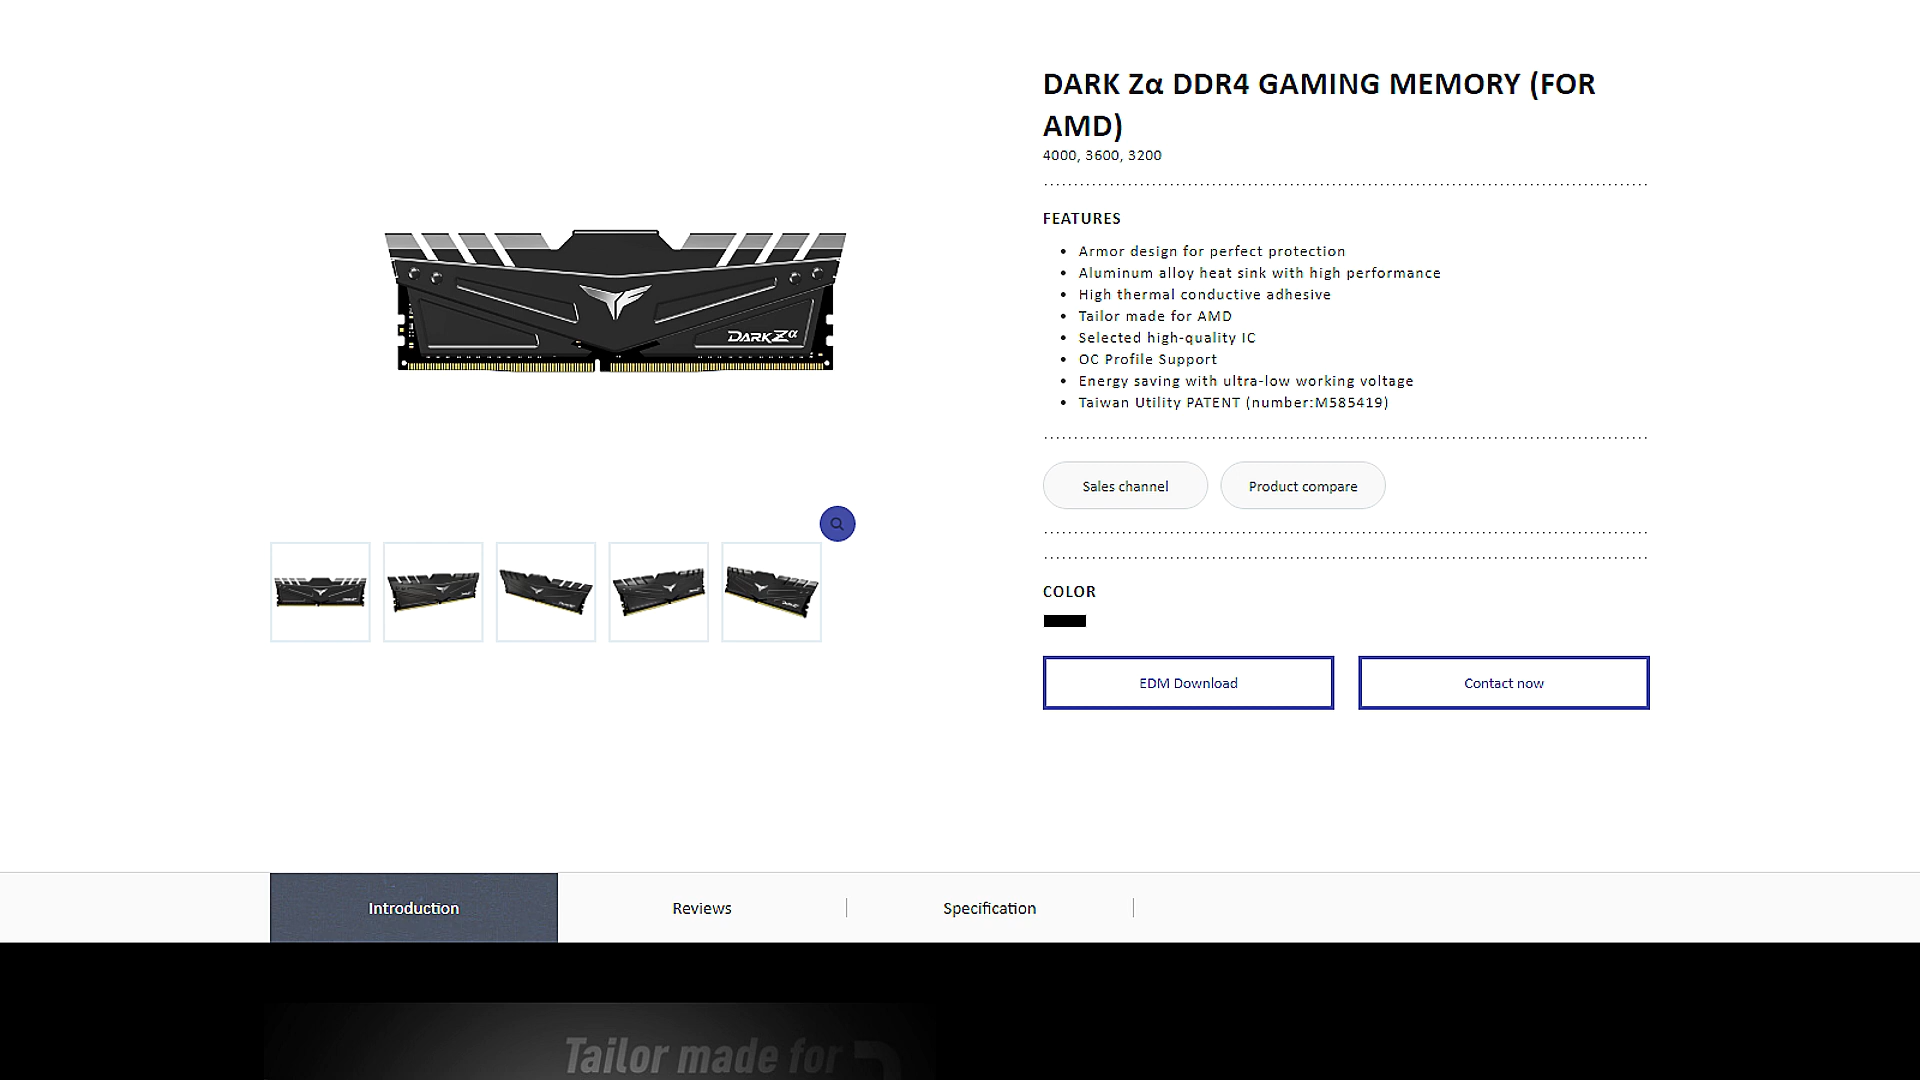 DARK Zα DDR4 GAMING MEMORY (FOR
AMD)
4000, 3600, 3200
FEATURES
Armor design for perfect protection
Aluminum alloy heat sink with high performance
High thermal conductive adhesive
Tailor made for AMD
Selected high-quality IC
OC Profile Support
Energy saving with ultra-low working voltage
Taiwan Utility PATENT (number:M585419)
DARK Zα
Sales channel
Product compare
COLOR
EDM Download
Contact now
Introduction
Reviews
Specification
Tailor made for